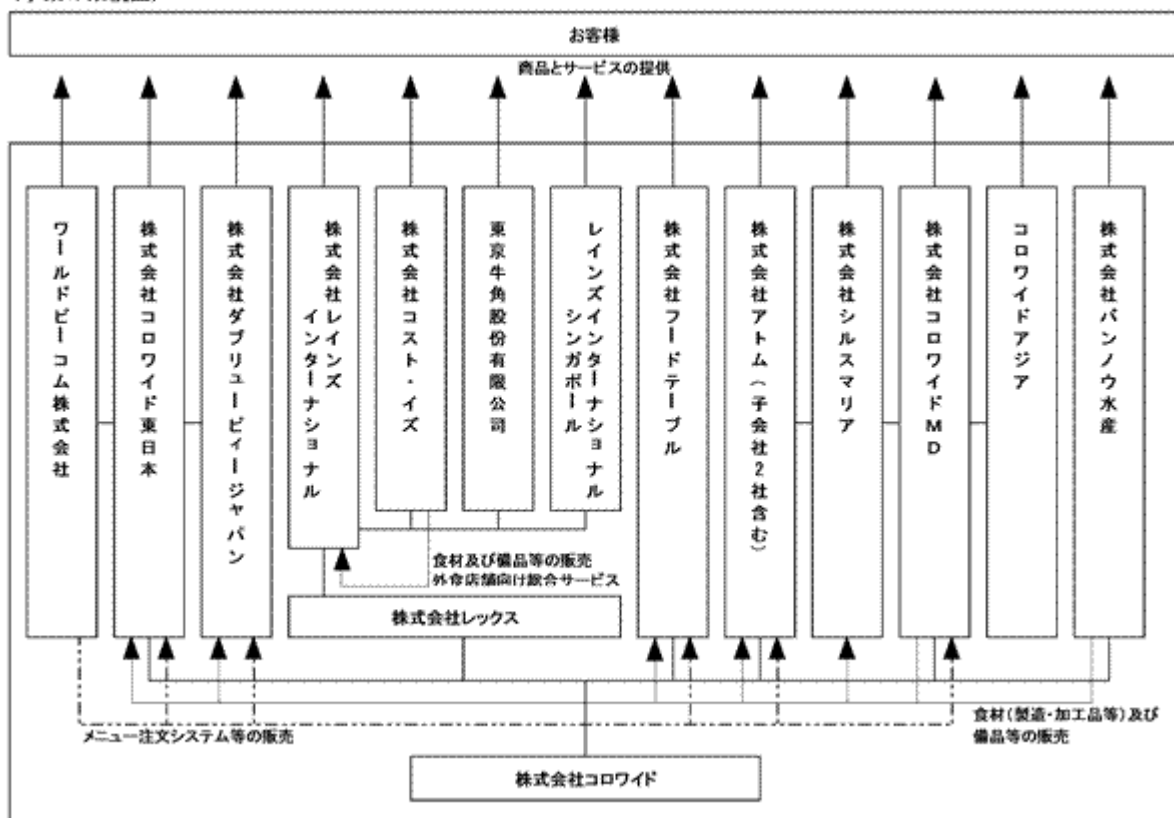 お客様
商品とサービスの提供
ワールドピーコム株式会社
株式会社コロワイド東日本
株式会社ダブリューピィージャパン
株式会社レインズ
インターナショナル
株式会社コスト・イズ
東京牛角股份有限公司
レインズインターナショナル
シンガポール
株式会社フードテーブル
株式会社アトム(子会社2社含む)
株式会社シルスマリア
株式会社コロワイドMD
コロワイドアジア
株式会社バンノウ水産
食材及び備品等の販売
外食店舗向け総合サービス
株式会社レックス
メニュー注文システム等の販売
食材(製造・加工品等)及び
備品等の販売
株式会社コロワイド